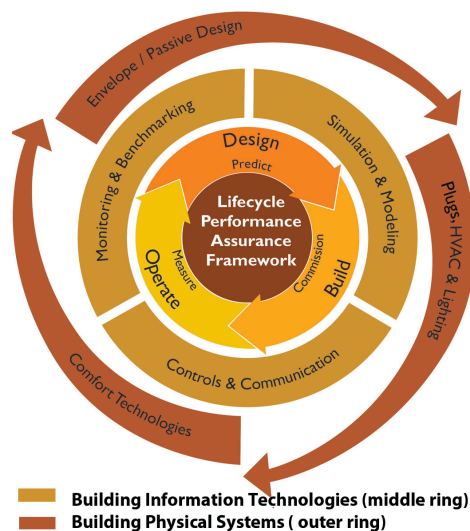 Envelope / Passive Design
Plugs, HVAC & Lighting
Comfort Technologies
Monitoring & Benchmarking
Simulation & Modeling
Controls & Communication
Design
Predict
Build
Commission
Operate
Measure
Lifecycle
Performance
Assurance
Framework
Building Information Technologies (middle ring)
Building Physical Systems ( outer ring)